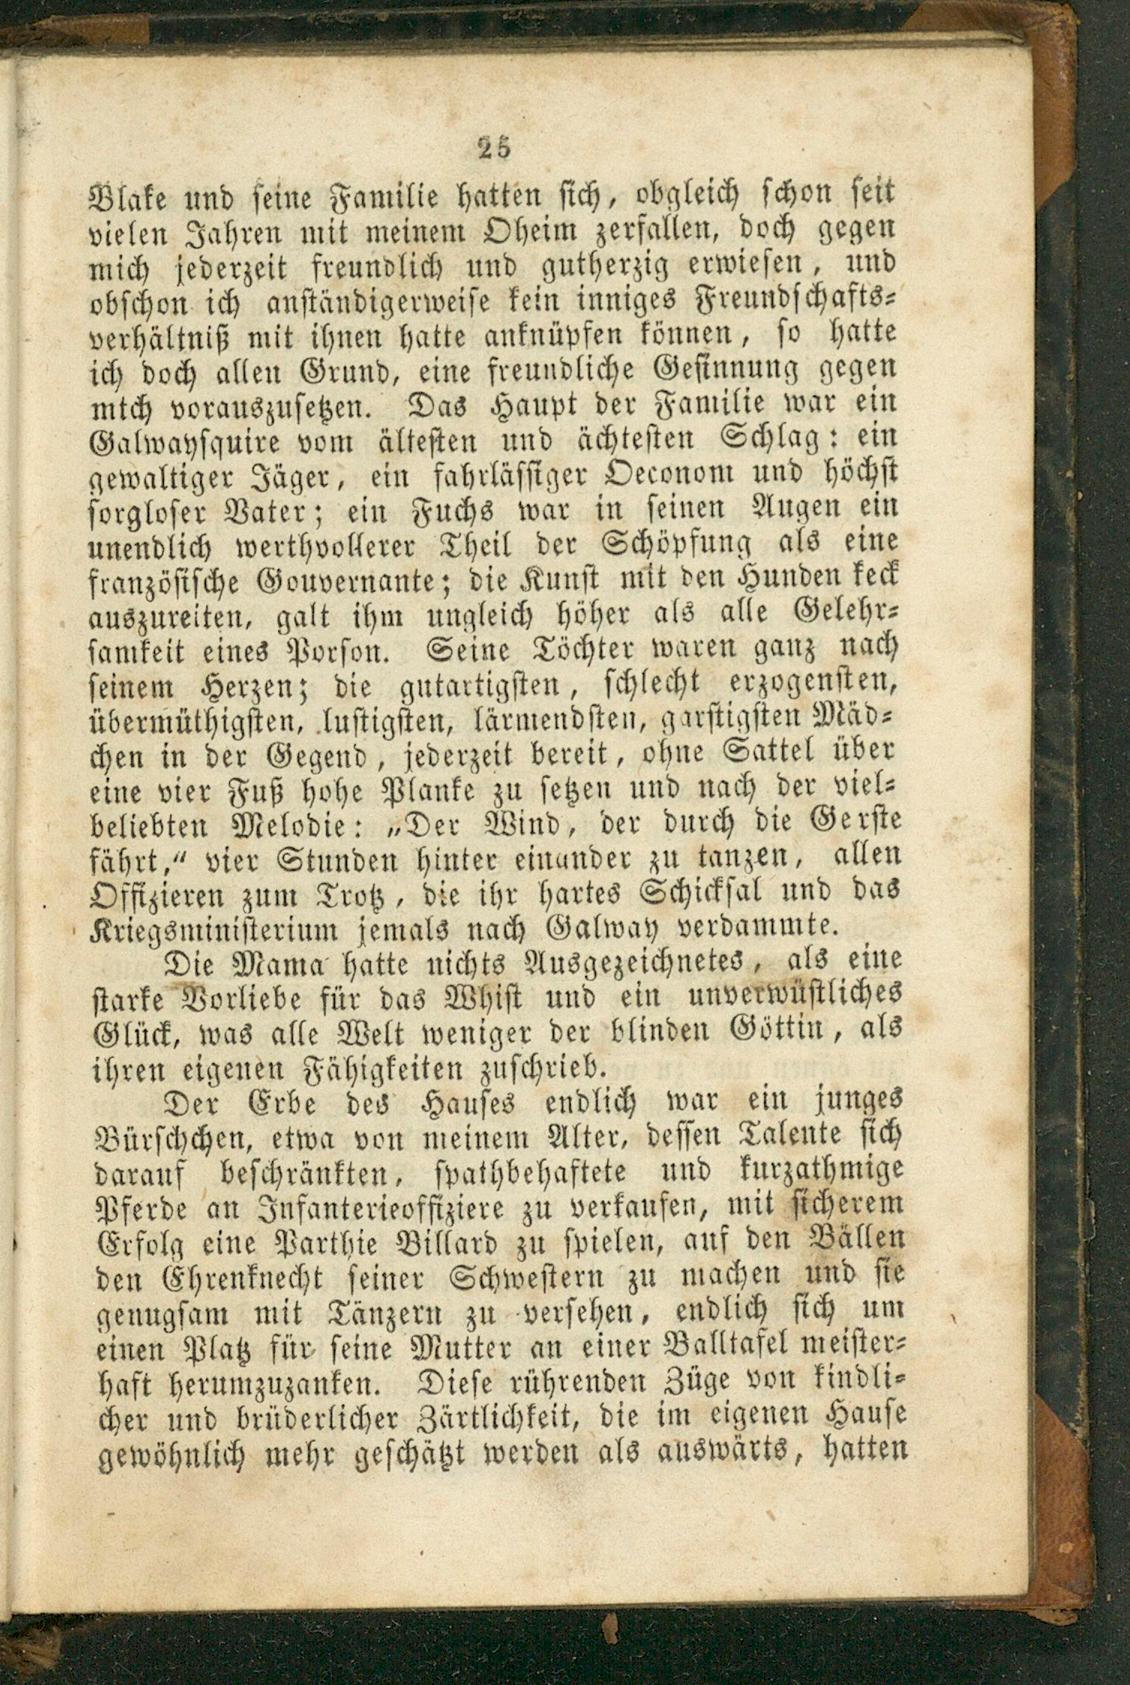 25
Blake und seine Familie hatten sich, obgleich schon seit
vielen Jahren mit meinem Oheim zerfallen, doch gegen
mich jederzeit freundlich und gutherzig erwiesen, und
obschon ich anständigerweise kein inniges Freundschafts-
verhältniß mit ihnen hatte anknüpfen können, so hatte
ich doch allen Grund, eine freundliche Gesinnung gegen
mich vorauszusetzen. Das Haupt der Familie war ein
Galwaysquire vom ältesten und ächtesten Schlag: ein
gewaltiger Jäger, ein fahrlässiger Oeconom und höchst
sorgloser Vater; ein Fuchs war in seinen Augen ein
unendlich werthvollerer Theil der Schöpfung als eine
französische Gouvernante; die Kunst mit den Hunden keck
auszureiten, galt ihm ungleich höher als alle Gelehr-
samkeit eines Porson. Seine Töchter waren ganz nach
seinem Herzen; die gutartigsten, schlecht erzogensten,
übermüthigsten, lustigsten, lärmendsten, garstigsten Mäd-
chen in der Gegend, jederzeit bereit, ohne Sattel über
eine vier Fuß hohe Planke zu setzen und nach der viel-
beliebten Melodie: „Der Wind, der durch die Gerste
fährt,“ vier Stunden hinter einander zu tanzen, allen
Offizieren zum Trotz, die ihr hartes Schicksal und das
Kriegsministerium jemals nach Galway verdammte.
Die Mama hatte nichts Ausgezeichnetes, als eine
starke Vorliebe für das Whist und ein unverwüstliches
Glück, was alle Welt weniger der blinden Göttin, als
ihren eigenen Fähigkeiten zuschrieb.
Der Erbe des Hauses endlich war ein junges
Bürschchen, etwa von meinem Alter, dessen Talente sich
darauf beschränkten, spathbehaftete und kurzathmige
Pferde an Infanterieoffiziere zu verkaufen, mit sicherem
Erfolg eine Parthie Billard zu spielen, auf den Bällen
den Ehrenknecht seiner Schwestern zu machen und sie
genugsam mit Tänzern zu versehen, endlich sich um
einen Platz für seine Mutter an einer Balltafel meister-
haft herumzuzanken. Diese rührenden Züge von kindli-
cher und brüderlicher Zärtlichkeit, die im eigenen Hause
gewöhnlich mehr geschätzt werden als auswärts, hatten